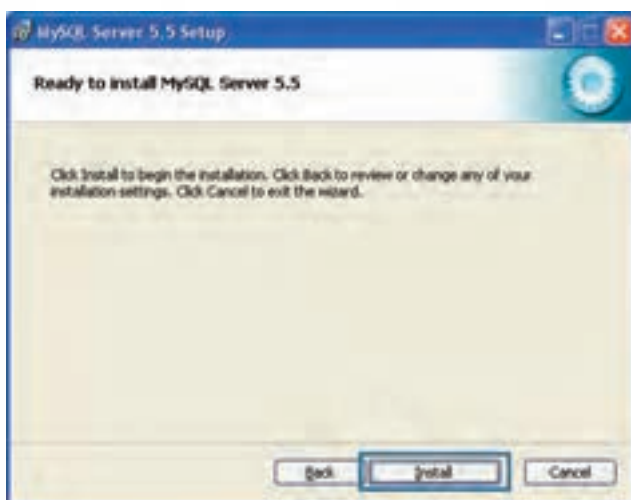 MySQL Server 5.5 Setup
Ready to install MySQL Server 5.5
Click Install to begin the installation. Click Back to review or change any of your
installation settings. Click Cancel to exit the wizard.
Back
Install
Cancel